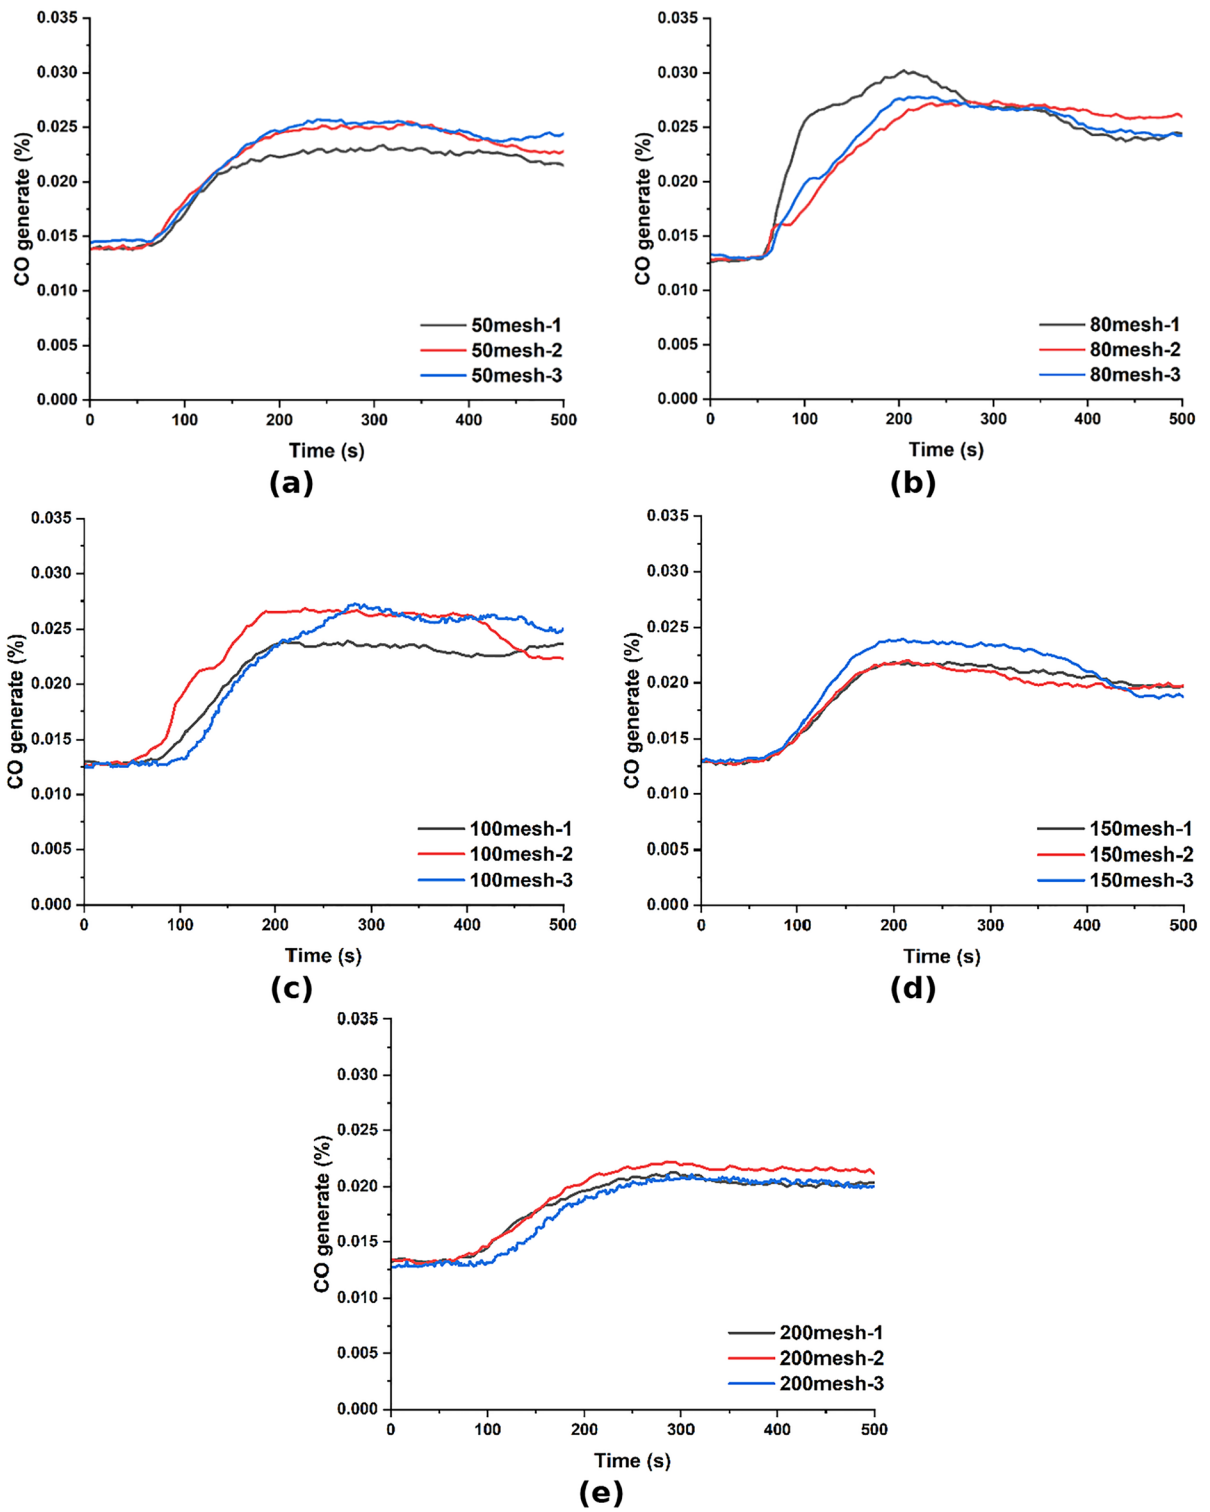 0.035
0.030
0.025
0.020
0.015
0.010
0.005
0.000
CO generate (%)
50mesh-1
50mesh-2
50mesh-3
0 100 200 300 400 500
Time (s)
(a)
0.035
0.030
0.025
0.020
0.015
0.010
0.005
0.000
CO generate (%)
80mesh-1
80mesh-2
80mesh-3
0 100 200 300 400 500
Time (s)
(b)
0.035
0.030
0.025
0.020
0.015
0.010
0.005
0.000
CO generate (%)
100mesh-1
100mesh-2
100mesh-3
0 100 200 300 400 500
Time (s)
(c)
0.035
0.030
0.025
0.020
0.015
0.010
0.005
0.000
CO generate (%)
150mesh-1
150mesh-2
150mesh-3
0 100 200 300 400 500
Time (s)
(d)
0.035
0.030
0.025
0.020
0.015
0.010
0.005
0.000
CO generate (%)
200mesh-1
200mesh-2
200mesh-3
0 100 200 300 400 500
Time (s)
(e)